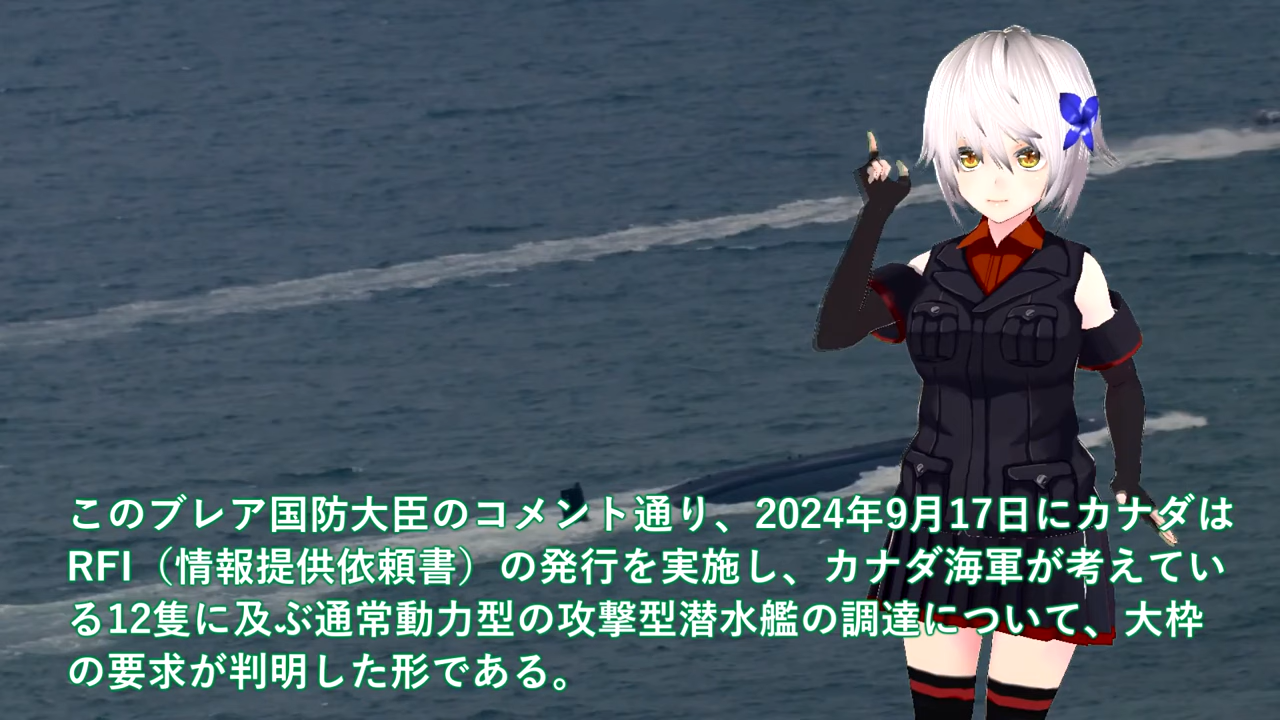 このブレア国防大臣のコメント通り、2024年9月17日にカナダは
RFI（情報提供依頼書）の発行を実施し、カナダ海軍が考えてい
る12隻に及ぶ通常動力型の攻撃型潜水艦の調達について、大枠
の要求が判明した形である。